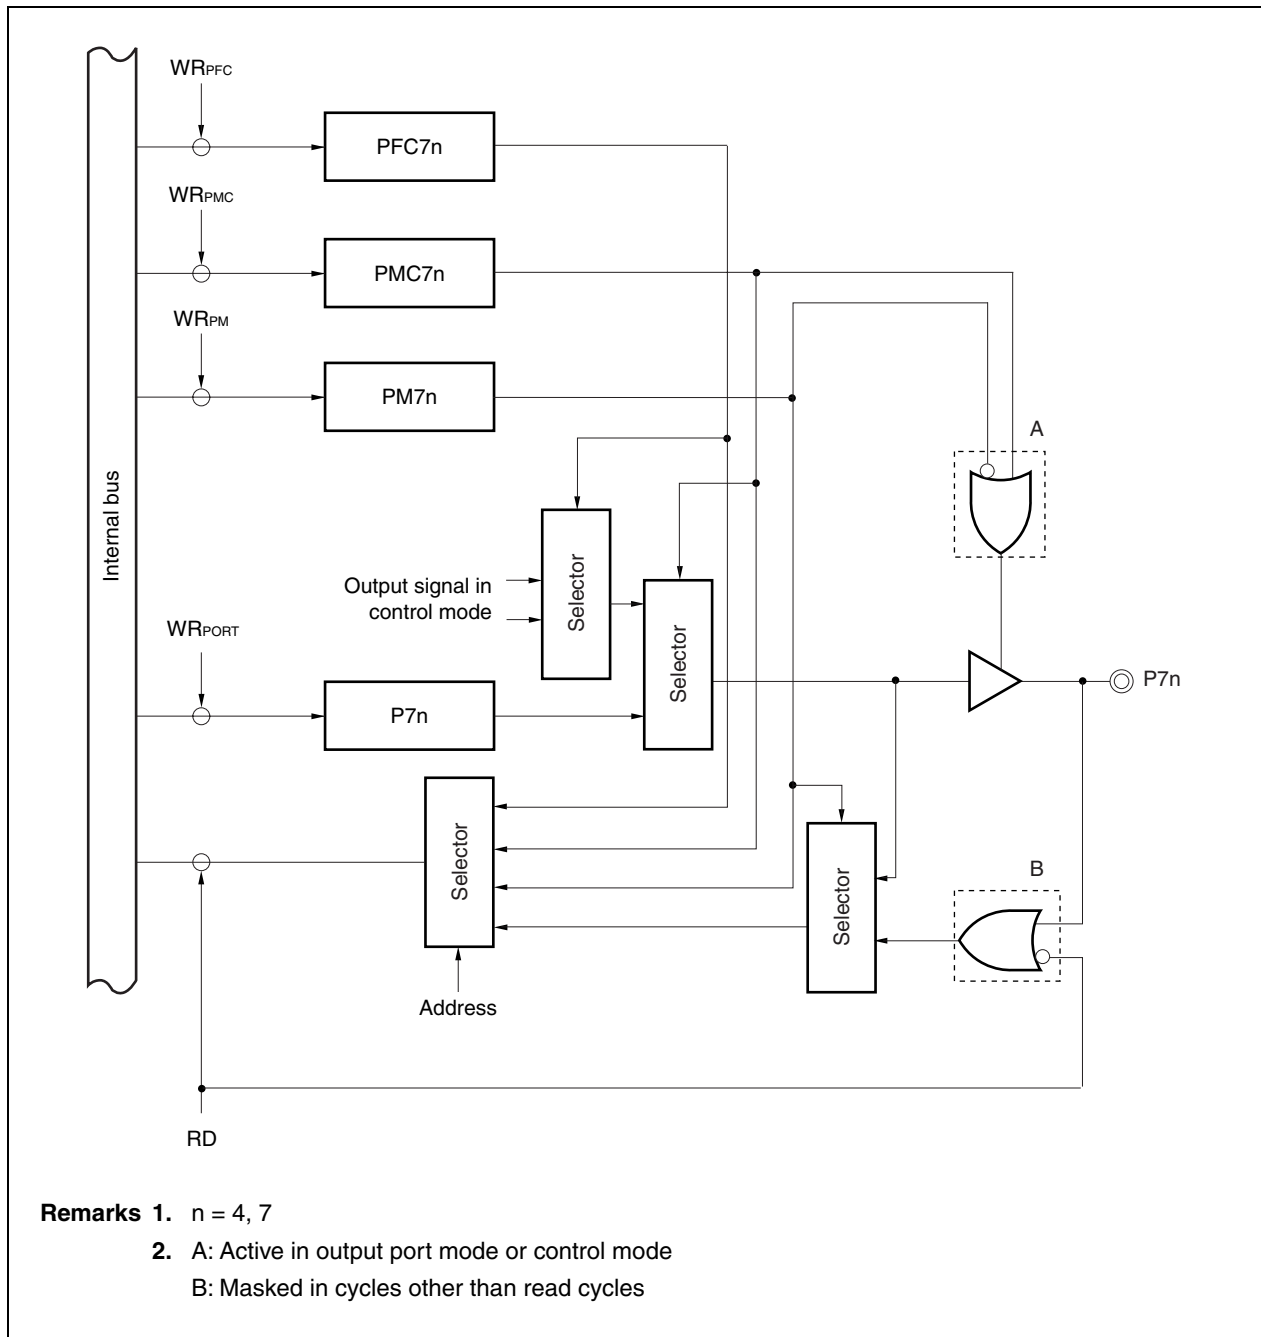 WRPFC
PFC7n
WRPMC
PMC7n
WRPM
PM7n
A
Internal bus
Selector
Output signal in
control mode
Selector
WRPORT
P7n
P7n
Selector
Selector
B
Address
RD
Remarks 1. n = 4, 7
2. A: Active in output port mode or control mode
B: Masked in cycles other than read cycles